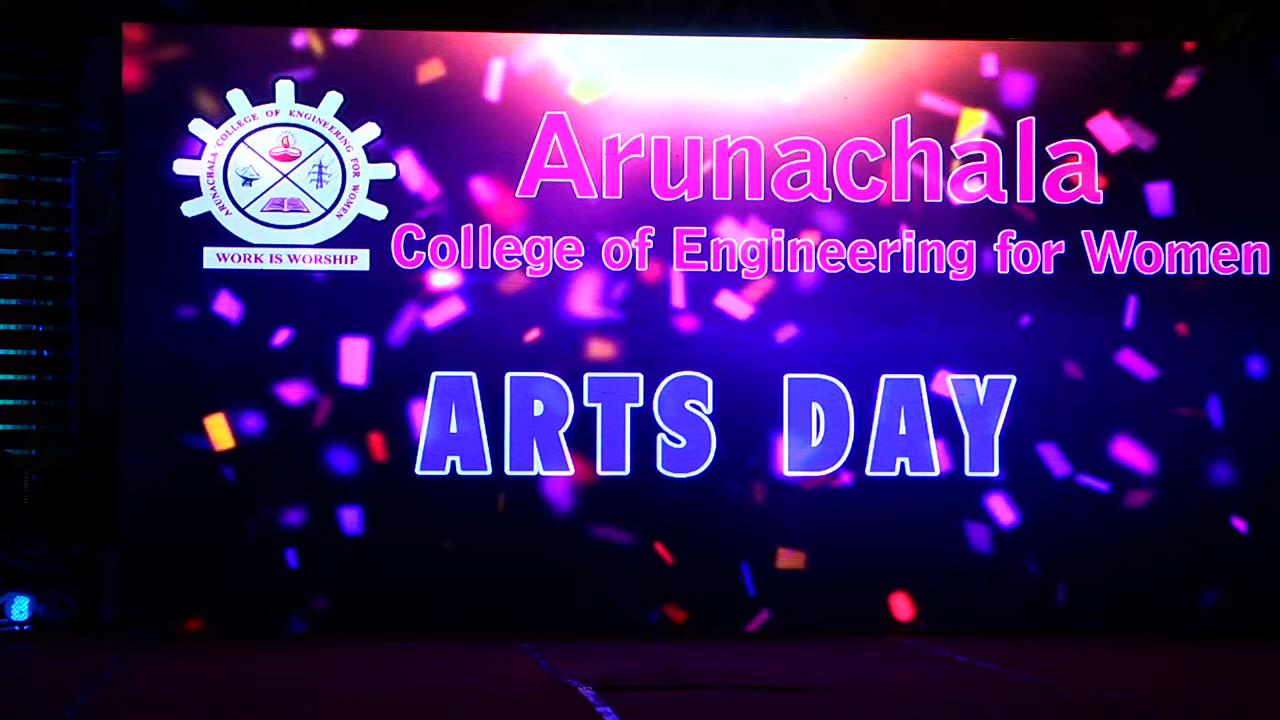 ARUNACHALA COLLEGE OF ENGINEERING FOR WOMEN
WORK IS WORSHIP
Arunachala
College of Engineering for Women
ARTS DAY